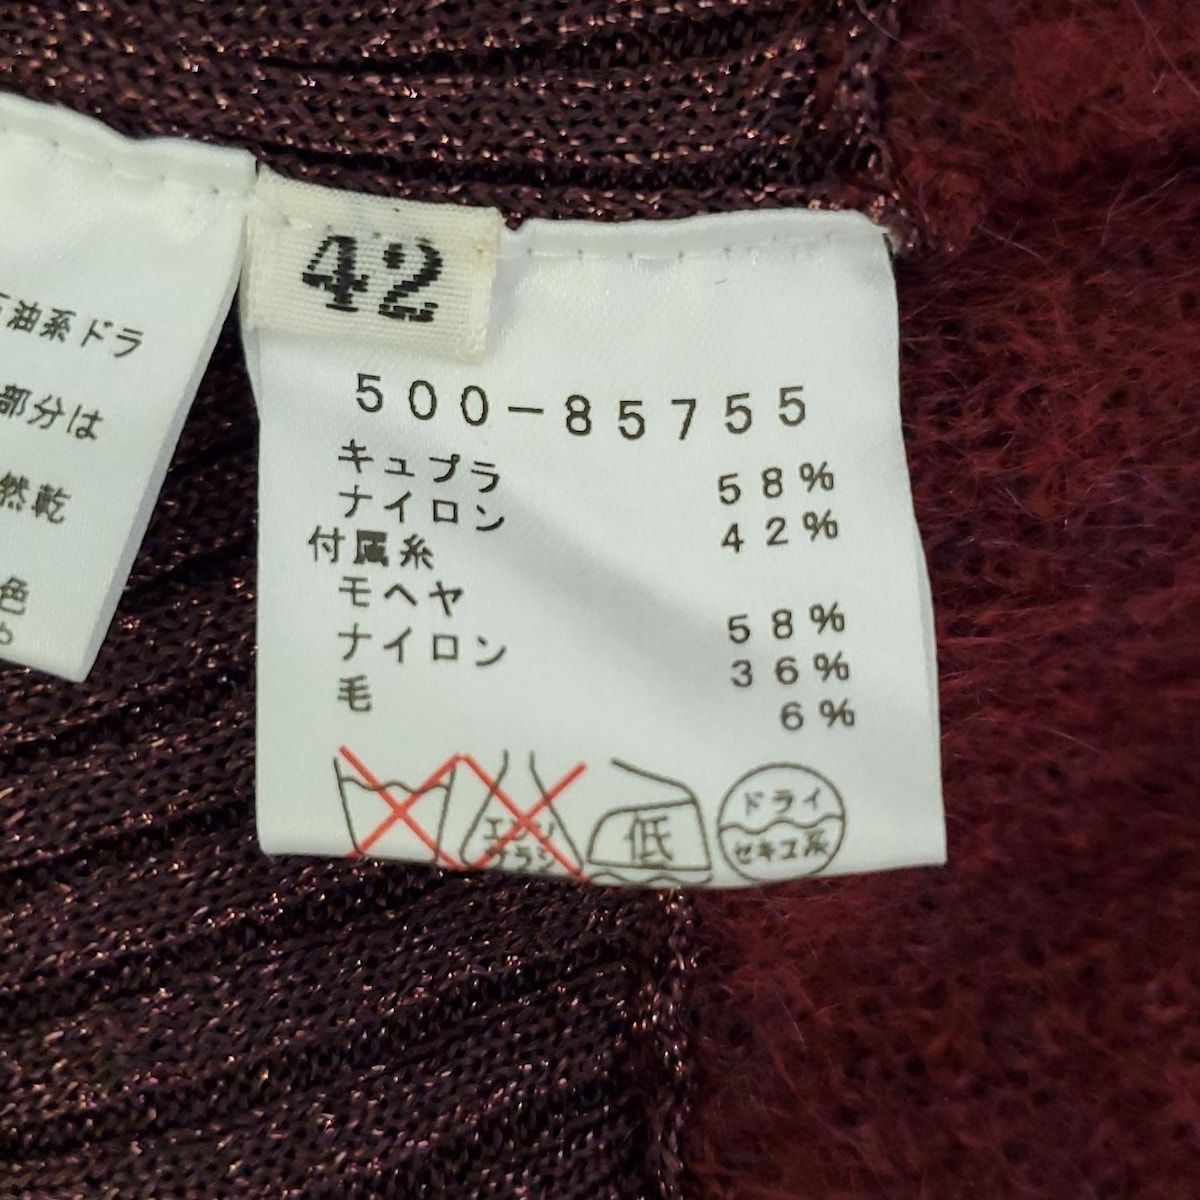 石油系ドラ
部分は
然乾
色
42
500-85755
キュプラ 58%
ナイロン 42%
付属糸
モヘヤ 58%
ナイロン 36%
毛 6%
エンソ
サラシ
低
ドライ
セキユ系